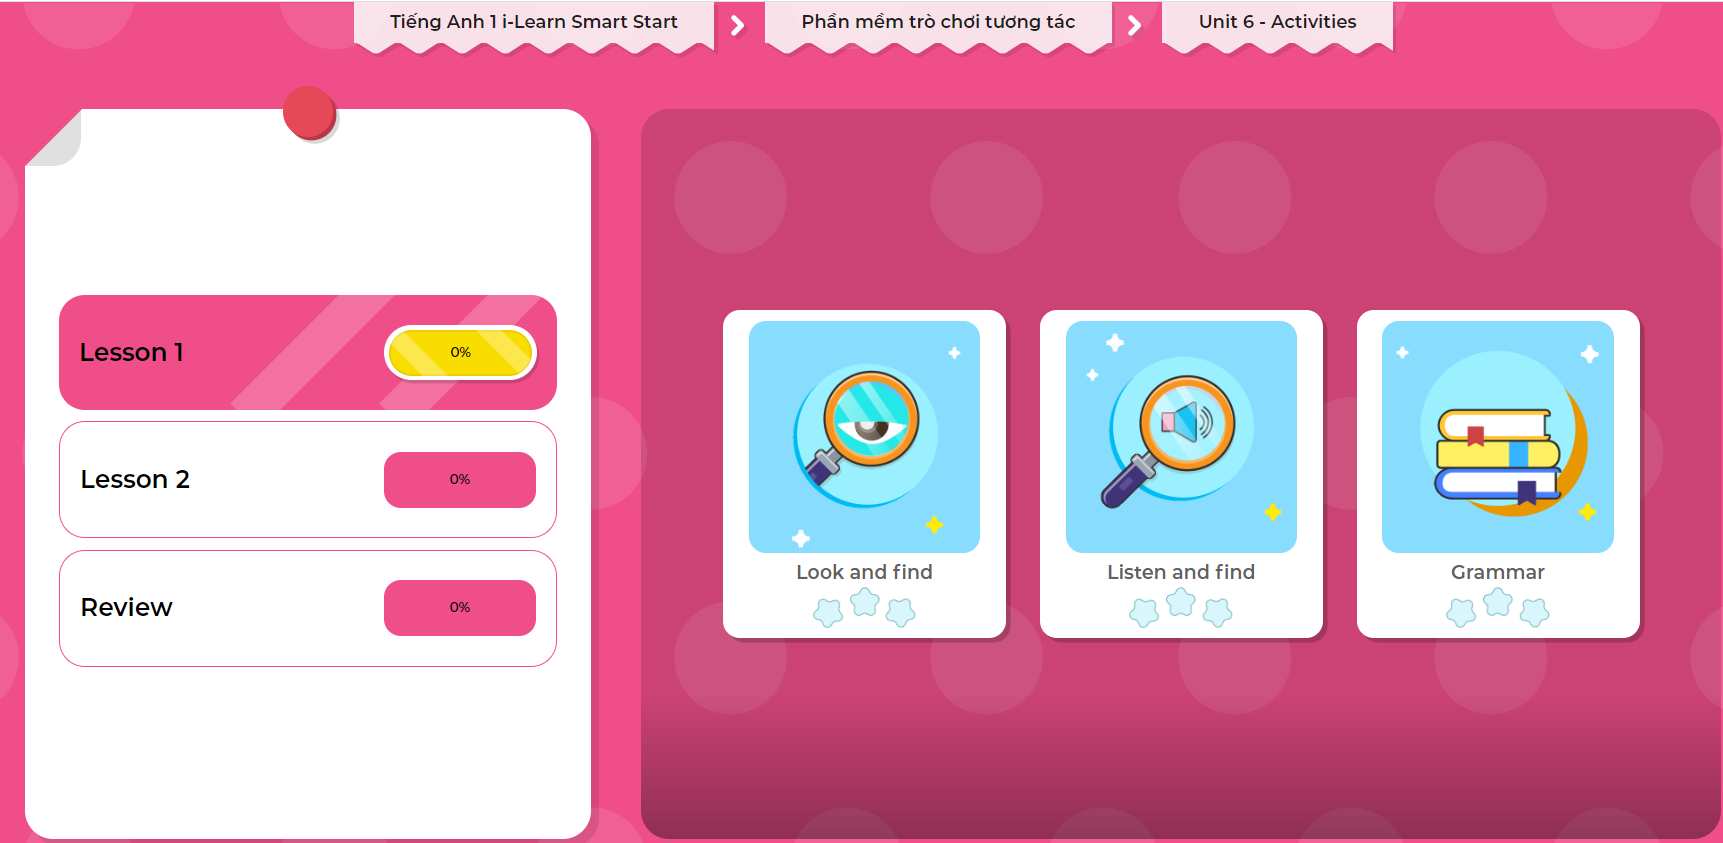 Tiếng Anh 1 i-Learn Smart Start
Phần mềm trò chơi tương tác
Unit 6 - Activities
Lesson 1
0%
Lesson 2
0%
Review
0%
Look and find
Listen and find
Grammar